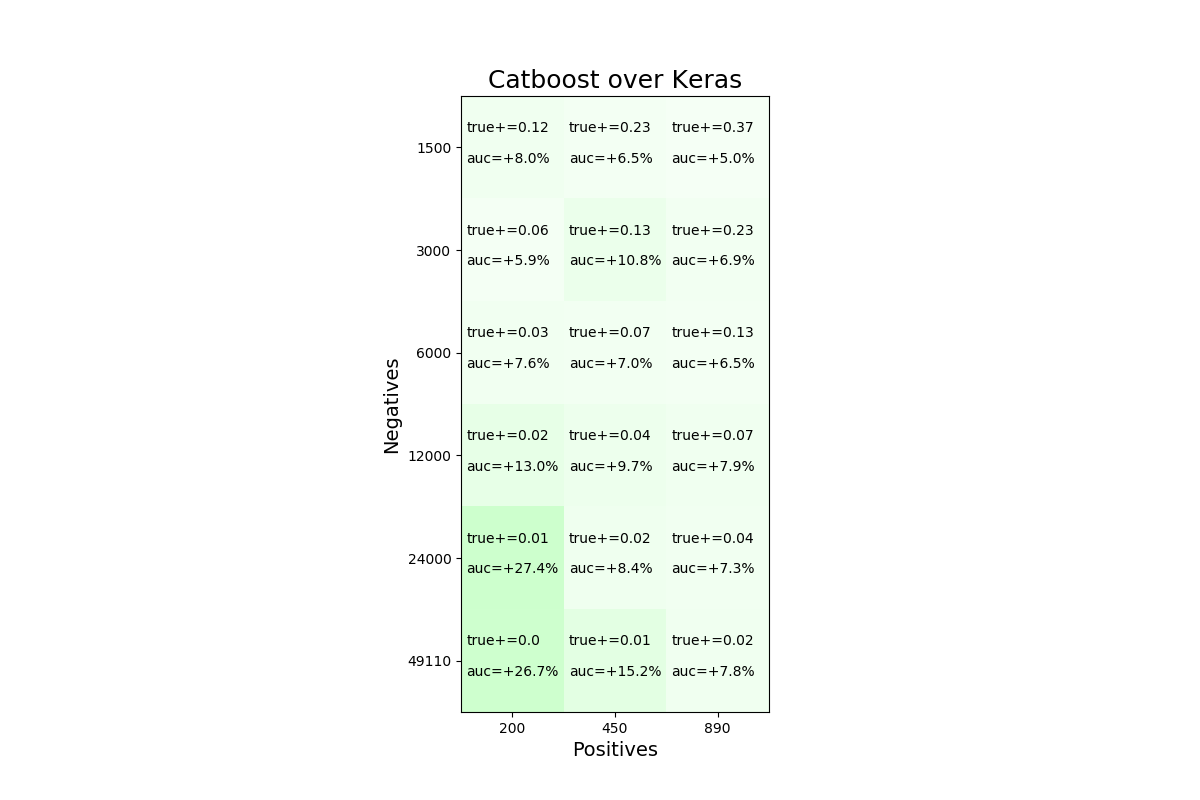 Catboost over Keras
Negatives
1500
true+=0.12 true+=0.23 true+=0.37
auc=+8.0% auc=+6.5% auc=+5.0%
3000
true+=0.06 true+=0.13 true+=0.23
auc=+5.9% auc=+10.8% auc=+6.9%
6000
true+=0.03 true+=0.07 true+=0.13
auc=+7.6% auc=+7.0% auc=+6.5%
12000
true+=0.02 true+=0.04 true+=0.07
auc=+13.0% auc=+9.7% auc=+7.9%
24000
true+=0.01 true+=0.02 true+=0.04
auc=+27.4% auc=+8.4% auc=+7.3%
49110
true+=0.0 true+=0.01 true+=0.02
auc=+26.7% auc=+15.2% auc=+7.8%
200 450 890
Positives